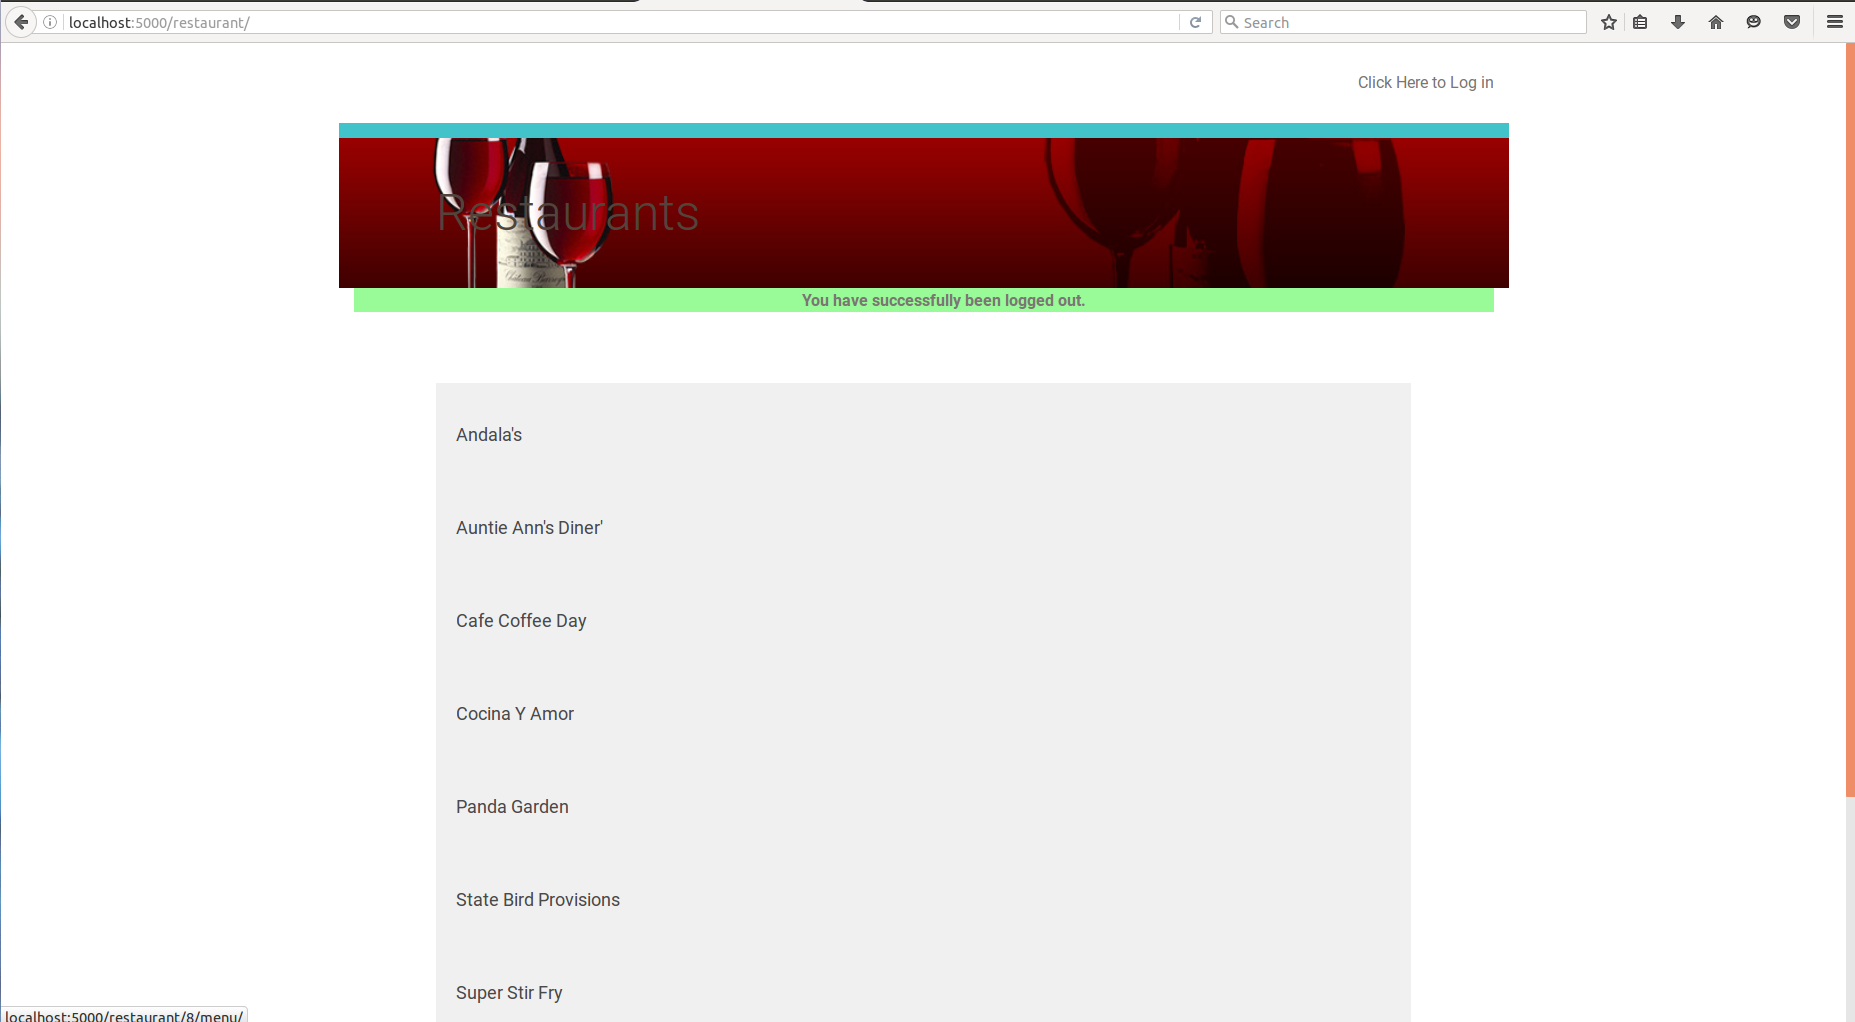 localhost:5000/restaurant/
Search
Click Here to Log in
Restaurants
You have successfully been logged out.
Andala's
Auntie Ann's Diner'
Cafe Coffee Day
Cocina Y Amor
Panda Garden
State Bird Provisions
Super Stir Fry
localhost:5000/restaurant/8/menu/